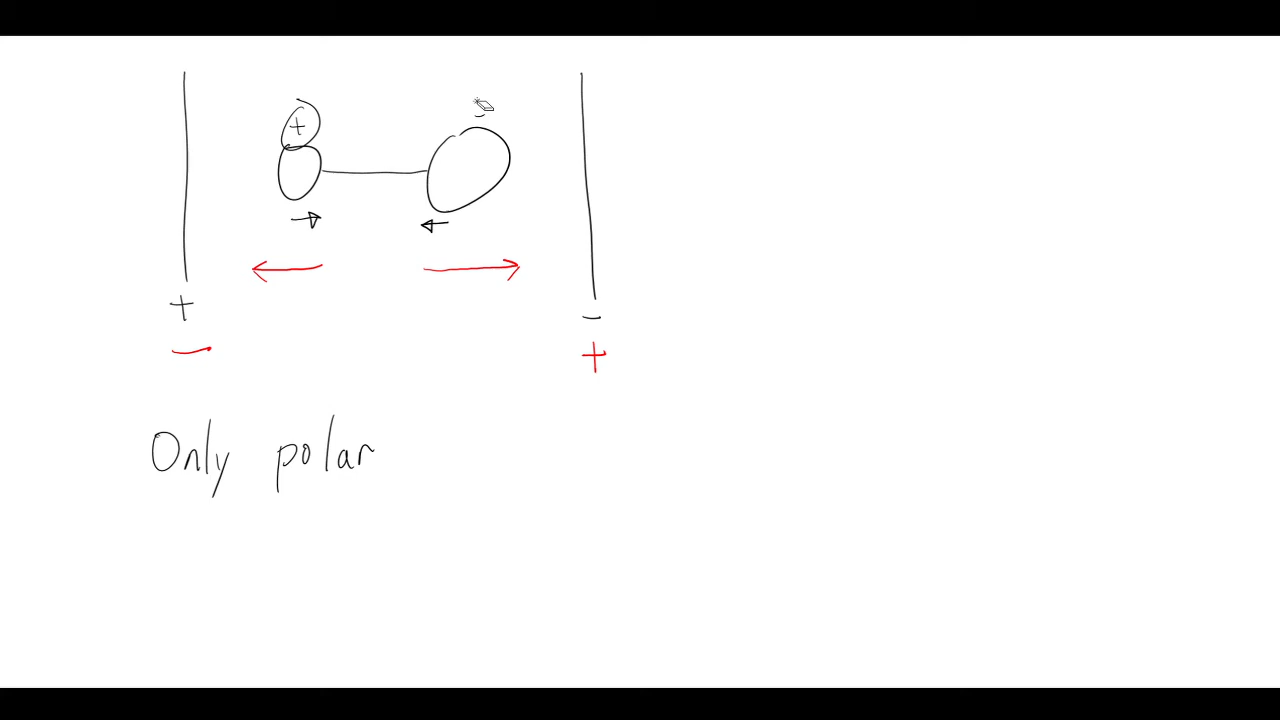 + -
+ -
- +
Only polar